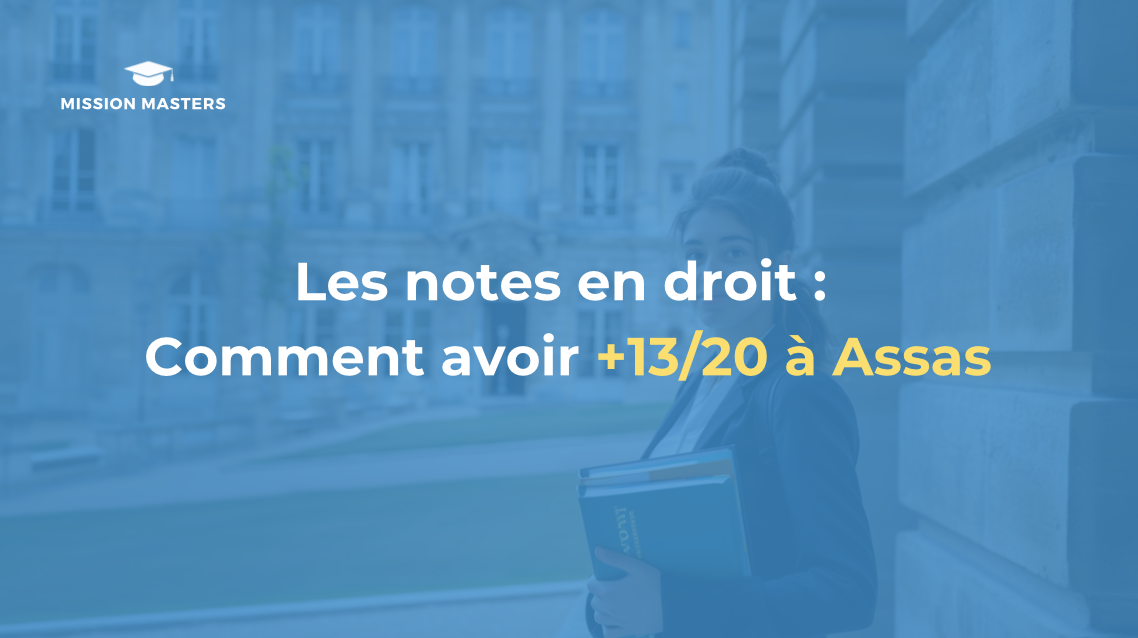 MISSION MASTERS
Les notes en droit :
Comment avoir +13/20 à Assas